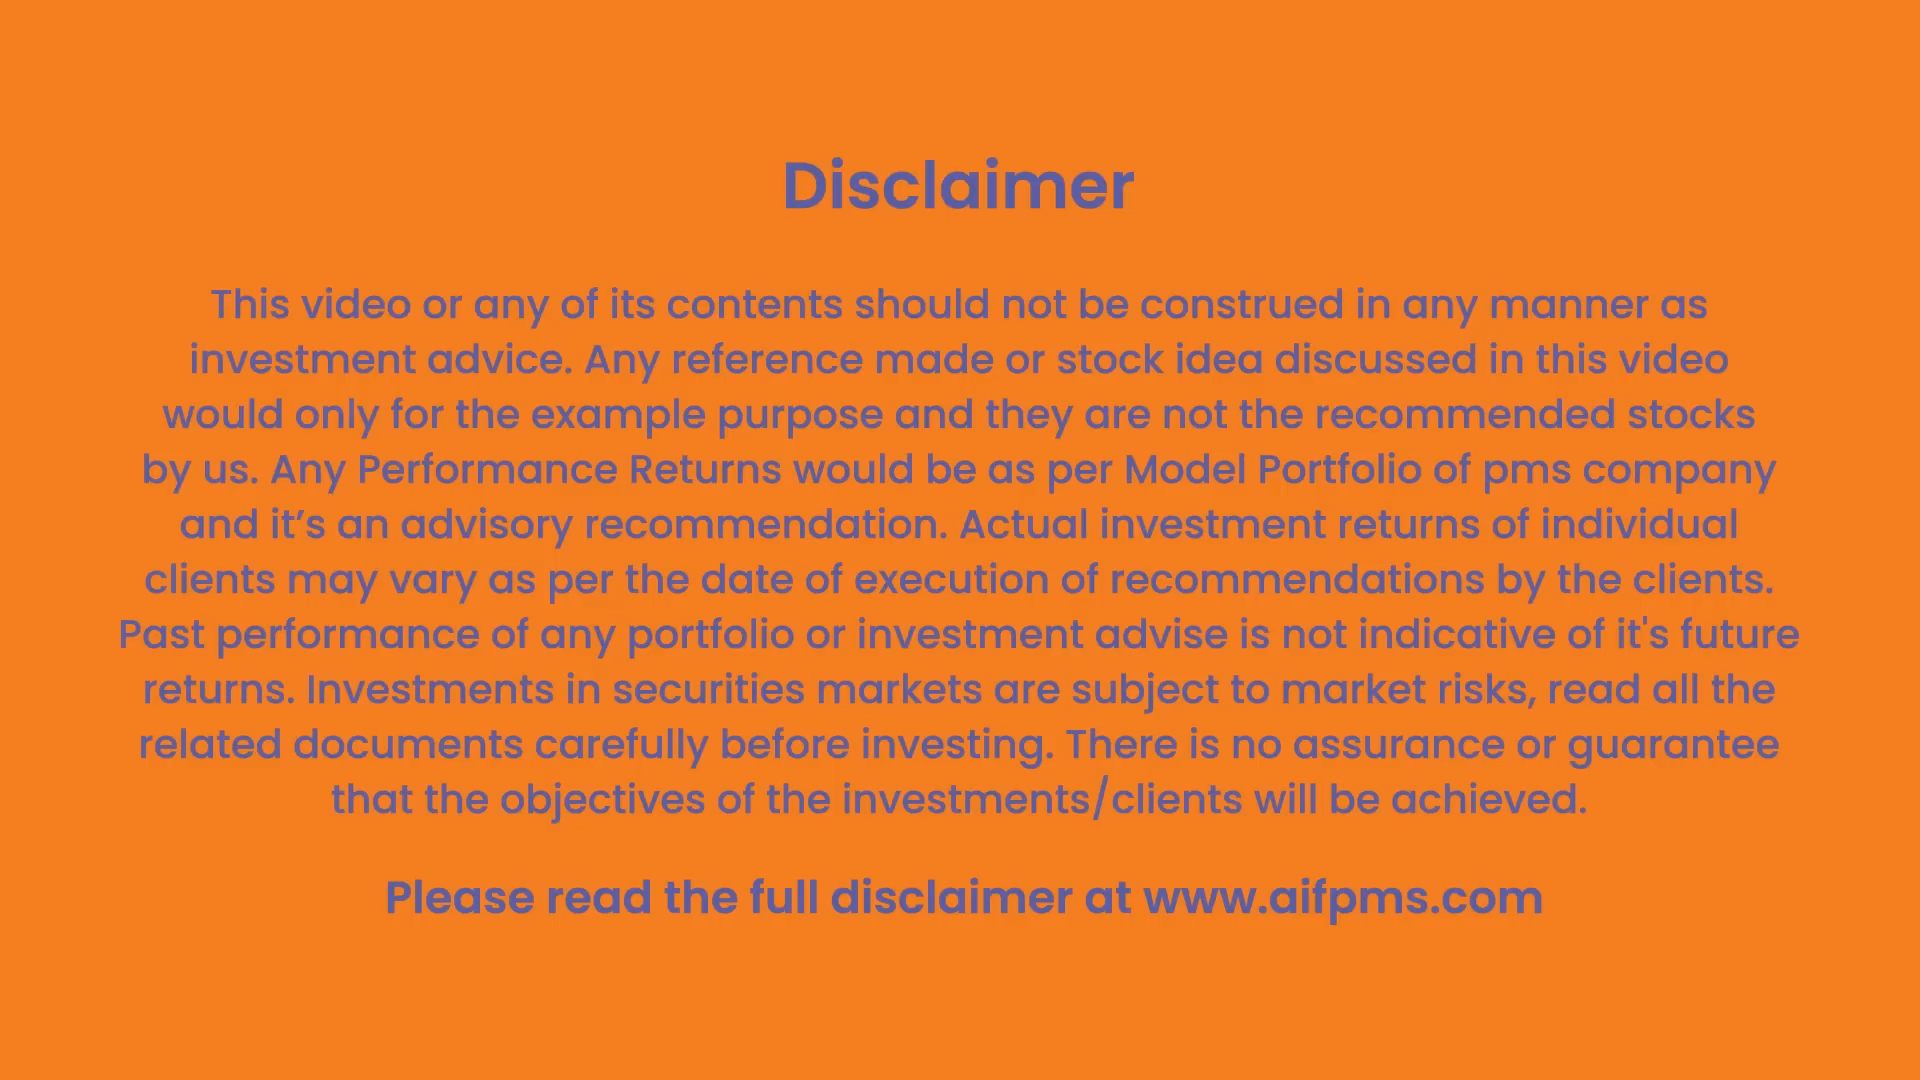 Disclaimer
This video or any of its contents should not be construed in any manner as
investment advice. Any reference made or stock idea discussed in this video
would only for the example purpose and they are not the recommended stocks
by us. Any Performance Returns would be as per Model Portfolio of pms company
and it’s an advisory recommendation. Actual investment returns of individual
clients may vary as per the date of execution of recommendations by the clients.
Past performance of any portfolio or investment advise is not indicative of it's future
returns. Investments in securities markets are subject to market risks, read all the
related documents carefully before investing. There is no assurance or guarantee
that the objectives of the investments/clients will be achieved.
Please read the full disclaimer at www.aifpms.com